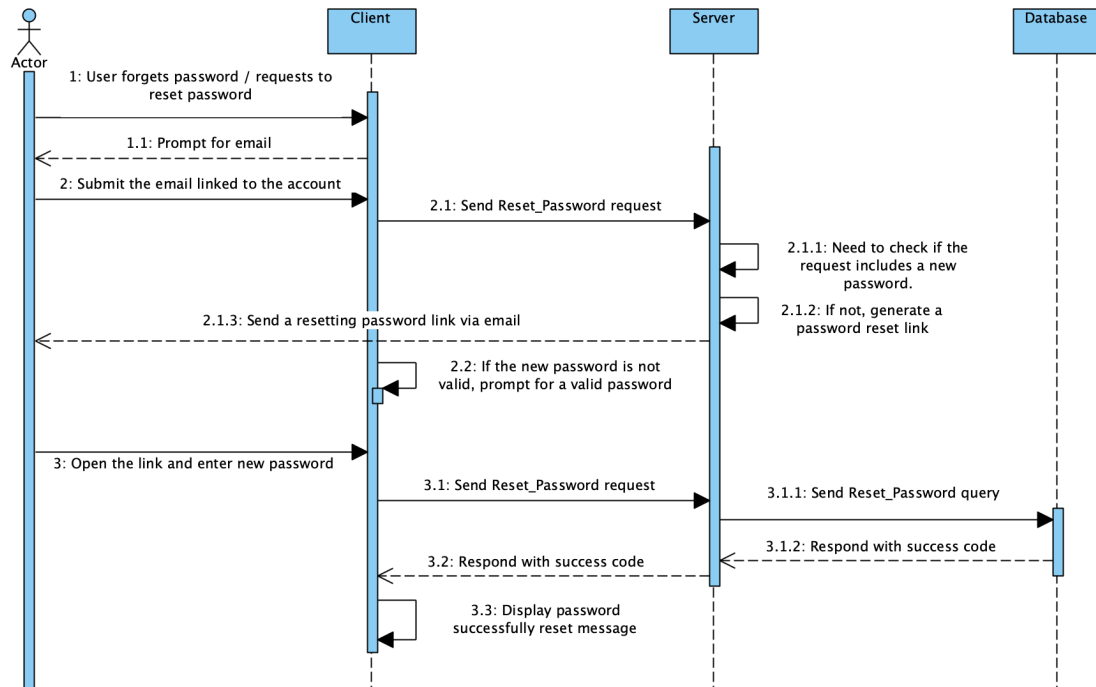 Client
Server
Database
Actor
1: User forgets password / requests to
reset password
1.1: Prompt for email
2: Submit the email linked to the account
2.1: Send Reset_Password request
2.1.1: Need to check if the
request includes a new
password.
2.1.2: If not, generate a
password reset link
2.1.3: Send a resetting password link via email
2.2: If the new password is not
valid, prompt for a valid password
3: Open the link and enter new password
3.1: Send Reset_Password request
3.1.1: Send Reset_Password query
3.1.2: Respond with success code
3.2: Respond with success code
3.3: Display password
successfully reset message